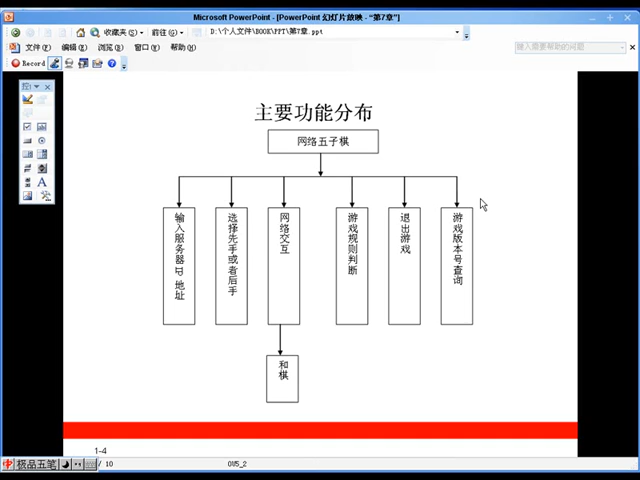 Microsoft PowerPoint - [PowerPoint 幻灯片放映 - “第7章”]
收藏夹(S)
前往(G)
D:\个人文件\BOOK\PPT\第7章.ppt
文件(F) 编辑(E) 浏览(B) 窗口(W) 帮助(H)
键入需要帮助的问题
Record
主要功能分布
网络五子棋
输入服务器IP 地址
选择先手或者后手
网络交互
游戏规则判断
退出游戏
游戏版本号查询
和棋
1-4
极品五笔
/ 10
0V5_2